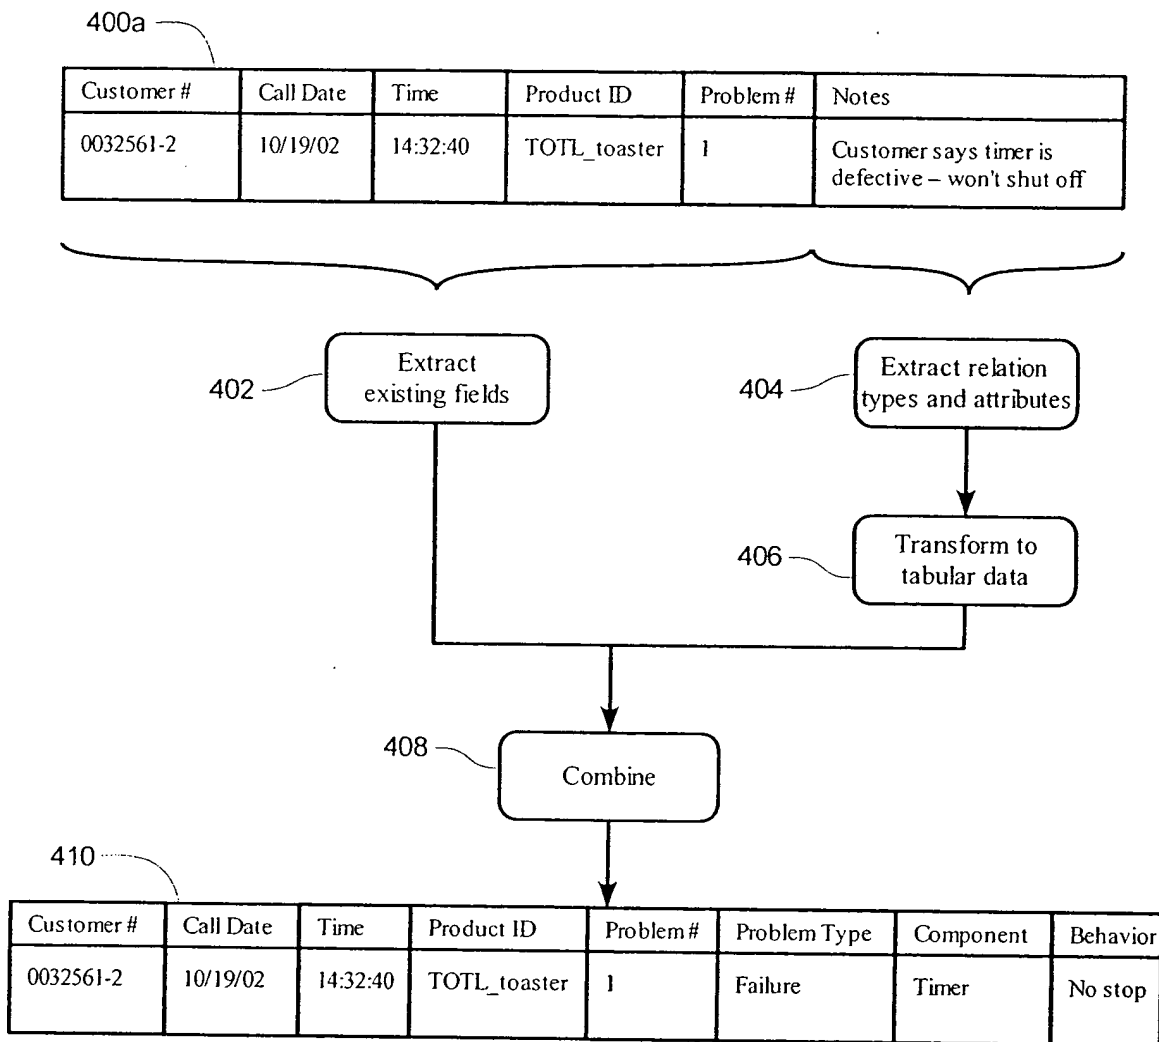 400a
Customer # Call Date Time Product ID Problem # Notes
0032561-2 10/19/02 14:32:40 TOTL_toaster 1 Customer says timer is
defective – won't shut off
Extract
existing fields
402
Extract relation
types and attributes
404
Transform to
tabular data
406
408
Combine
410
Customer # Call Date Time Product ID Problem # Problem Type Component Behavior
0032561-2 10/19/02 14:32:40 TOTL_toaster 1 Failure Timer No stop